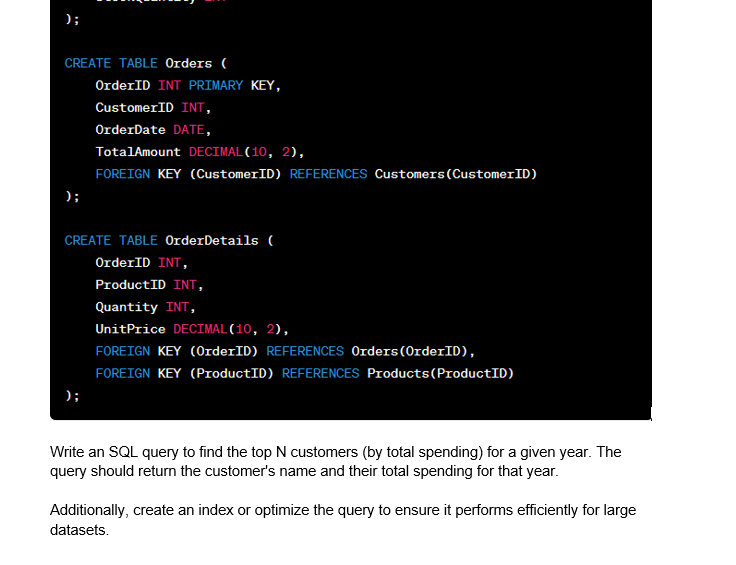 );
CREATE TABLE Orders (
OrderID INT PRIMARY KEY,
CustomerID INT,
OrderDate DATE,
TotalAmount DECIMAL(10, 2),
FOREIGN KEY (CustomerID) REFERENCES Customers(CustomerID)
);
CREATE TABLE OrderDetails (
OrderID INT,
ProductID INT,
Quantity INT,
UnitPrice DECIMAL(10, 2),
FOREIGN KEY (OrderID) REFERENCES Orders(OrderID),
FOREIGN KEY (ProductID) REFERENCES Products(ProductID)
);
Write an SQL query to find the top N customers (by total spending) for a given year. The
query should return the customer's name and their total spending for that year.
Additionally, create an index or optimize the query to ensure it performs efficiently for large
datasets.